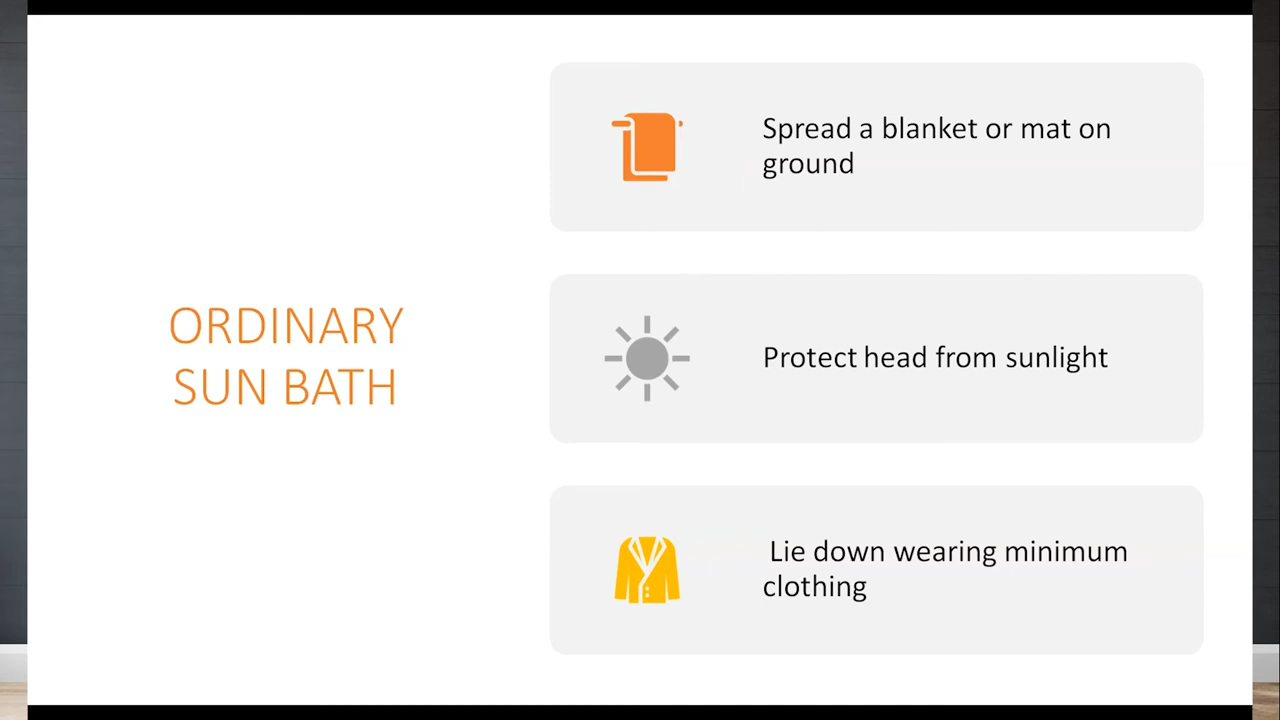 ORDINARY
SUN BATH
Spread a blanket or mat on
ground
Protect head from sunlight
Lie down wearing minimum
clothing